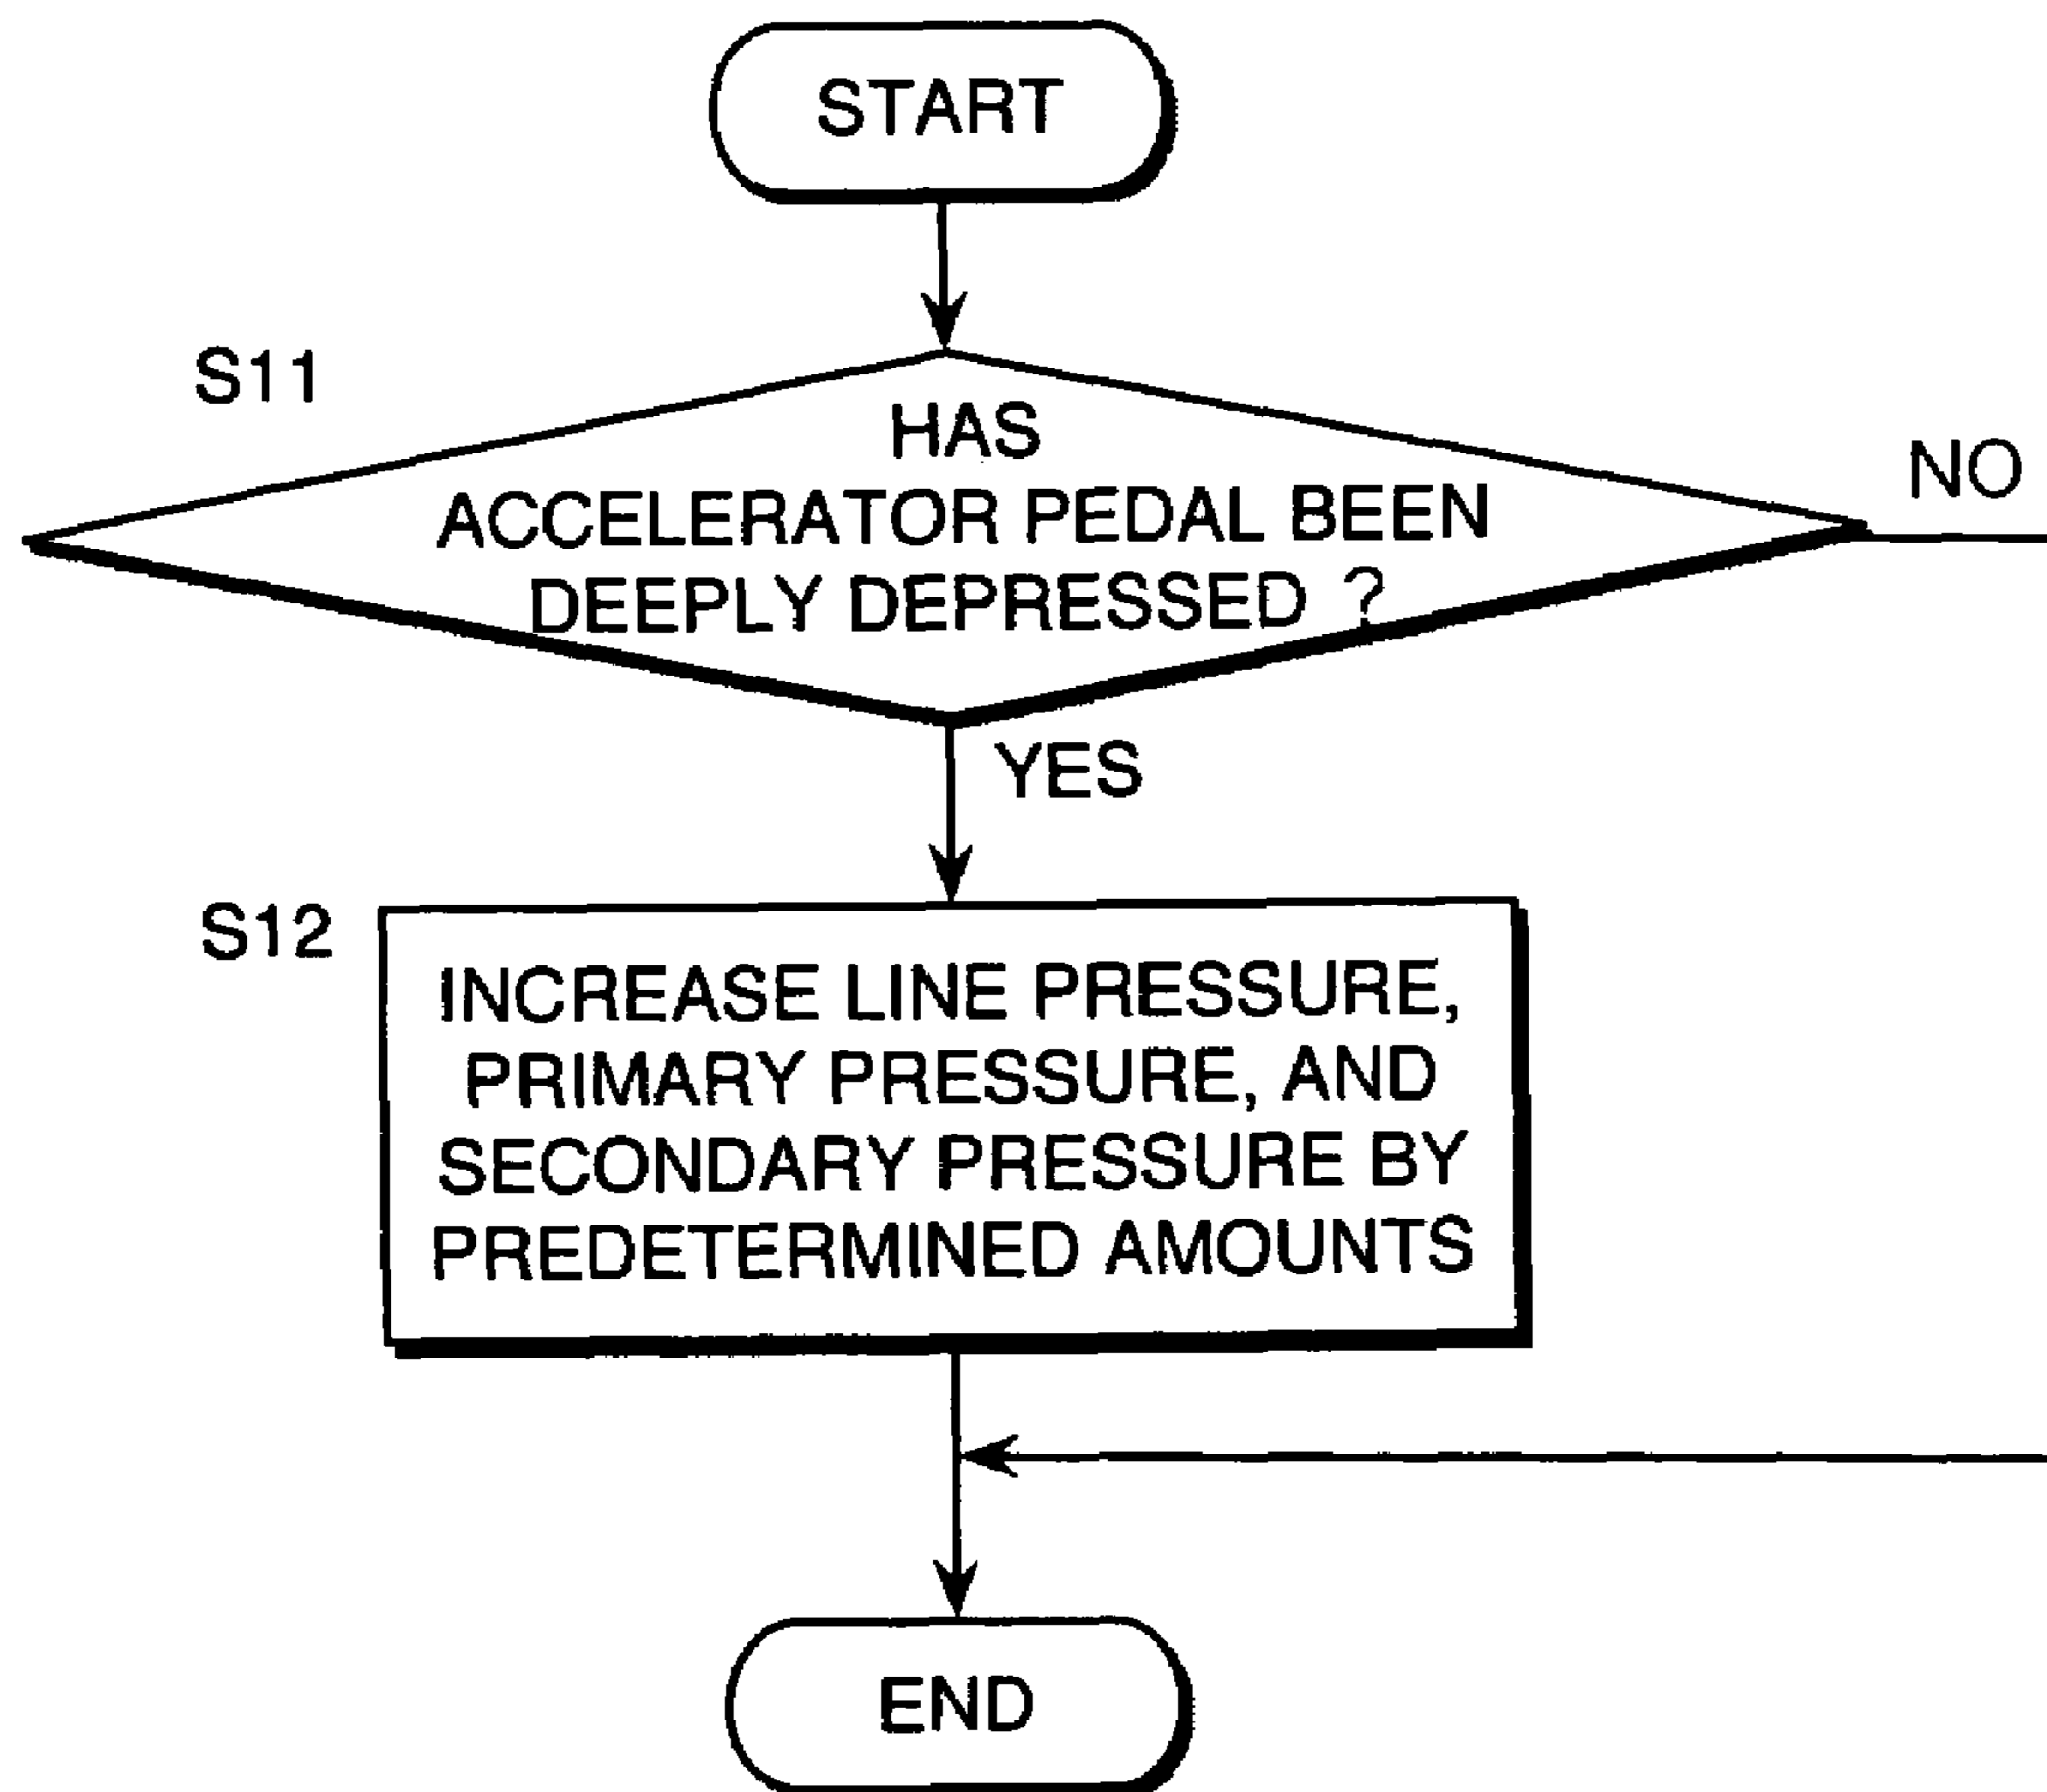 START
S11
HAS
ACCELERATOR PEDAL BEEN
DEEPLY DEPRESSED ?
NO
YES
S12
INCREASE LINE PRESSURE,
PRIMARY PRESSURE, AND
SECONDARY PRESSURE BY
PREDETERMINED AMOUNTS
END